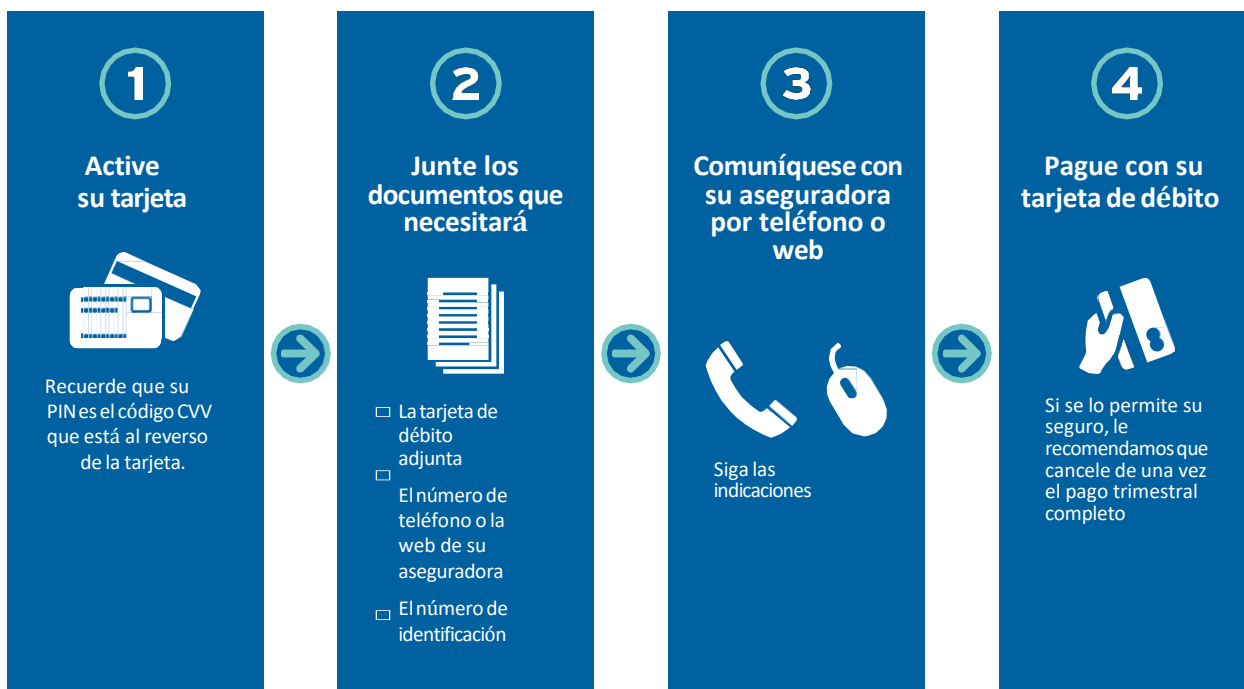 1
Active
su tarjeta
Recuerde que su
PIN es el código CVV
que está al reverso
de la tarjeta.
2
Junte los
documentos que
necesitará
La tarjeta de
débito
adjunta
El número de
teléfono o la
web de su
aseguradora
El número de
identificación
3
Comuníquese con
su aseguradora
por teléfono o
web
Siga las
indicaciones
4
Pague con su
tarjeta de débito
Si se lo permite su
seguro, le
recomendamos que
cancele de una vez
el pago trimestral
completo